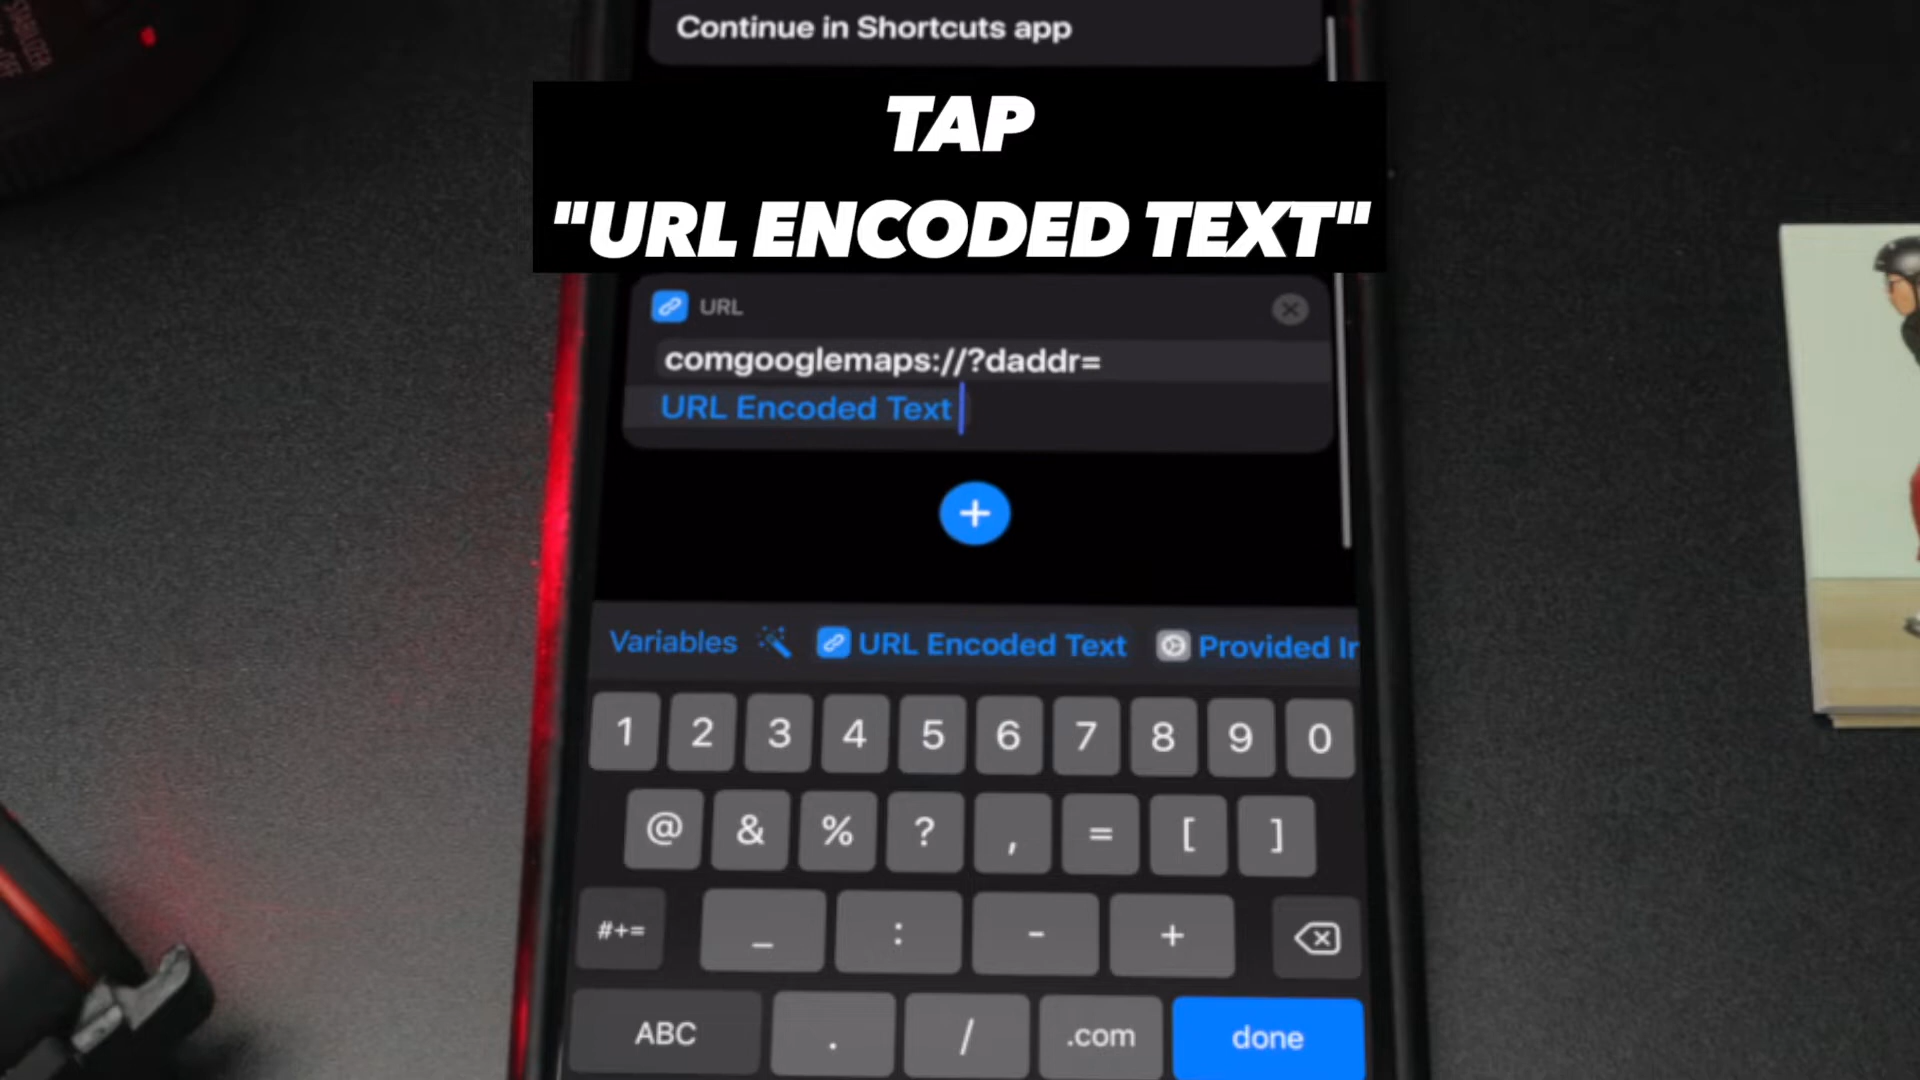 Continue in Shortcuts app
TAP
"URL ENCODED TEXT"
URL
comgooglemaps://?daddr=
URL Encoded Text
Variables URL Encoded Text Provided In
1 2 3 4 5 6 7 8 9 0
@ & % ? , = [ ]
#+= _ : - +
ABC . / .com done